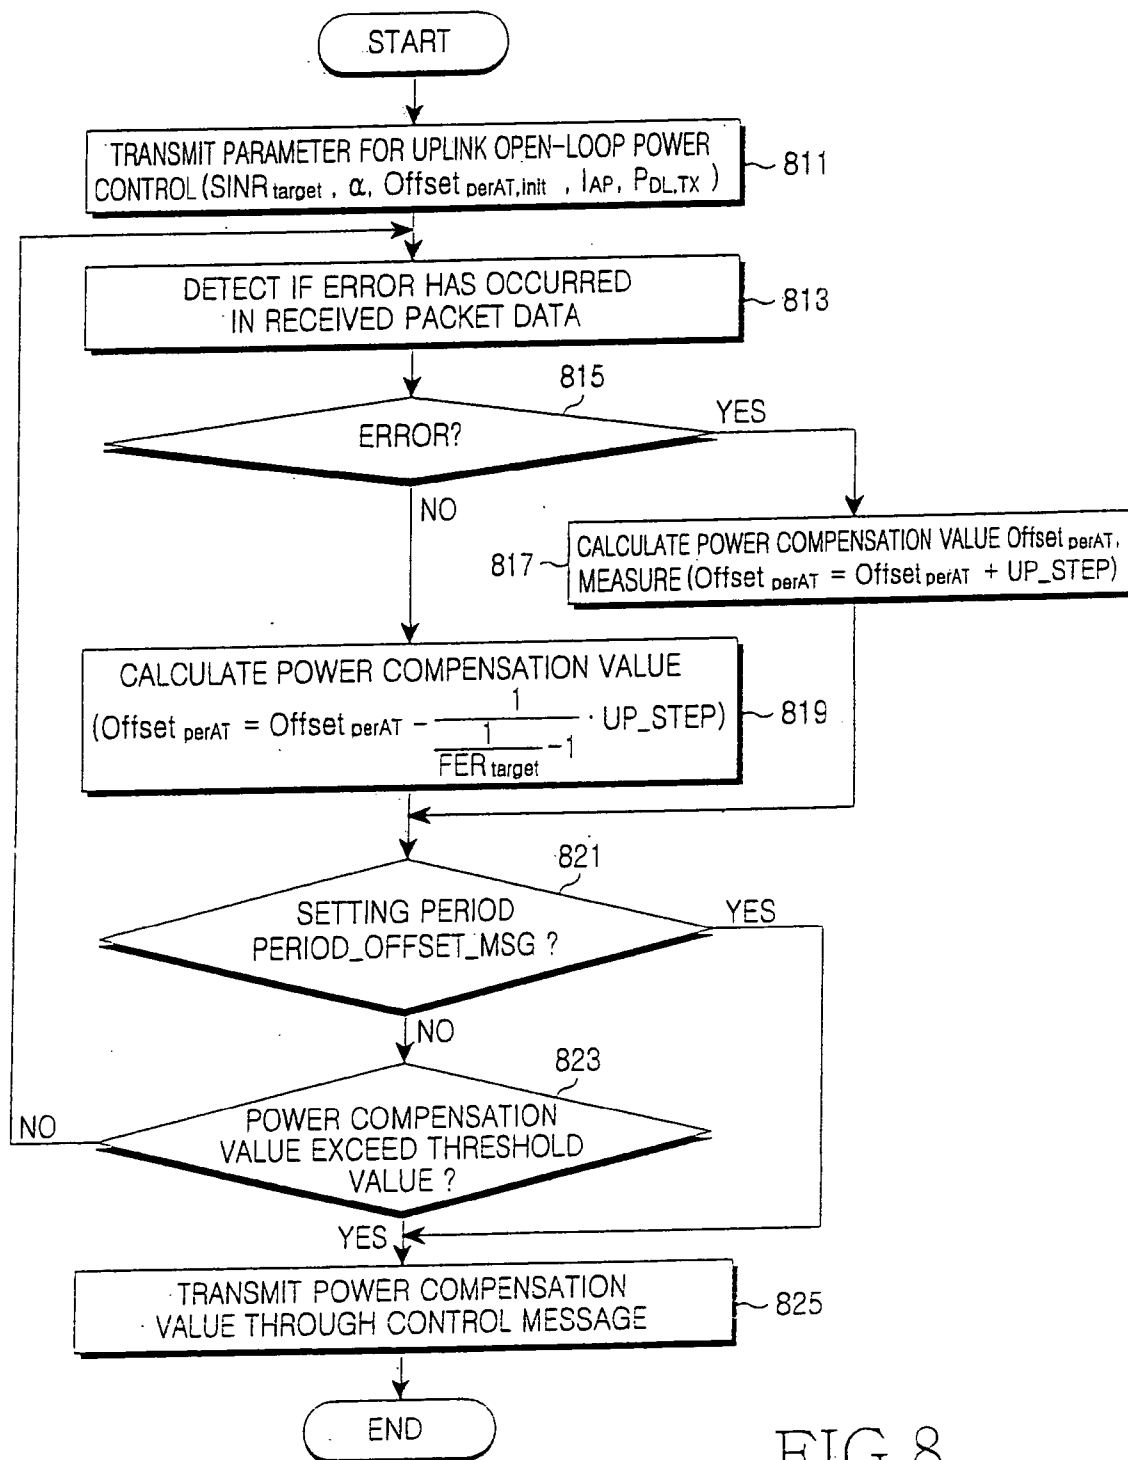 START
TRANSMIT PARAMETER FOR UPLINK OPEN-LOOP POWER
CONTROL (SINR target , α, Offset perAT,init , IAP, PDL,TX )
811
DETECT IF ERROR HAS OCCURRED
IN RECEIVED PACKET DATA
813
815
ERROR?
YES
NO
817
CALCULATE POWER COMPENSATION VALUE Offset perAT,
MEASURE (Offset perAT = Offset perAT + UP_STEP)
CALCULATE POWER COMPENSATION VALUE
(Offset perAT = Offset perAT - 1 / (1 / FER target - 1) · UP_STEP)
819
821
SETTING PERIOD
PERIOD_OFFSET_MSG ?
YES
NO
823
POWER COMPENSATION
VALUE EXCEED THRESHOLD
VALUE ?
NO
YES
TRANSMIT POWER COMPENSATION
VALUE THROUGH CONTROL MESSAGE
825
END
FIG.8